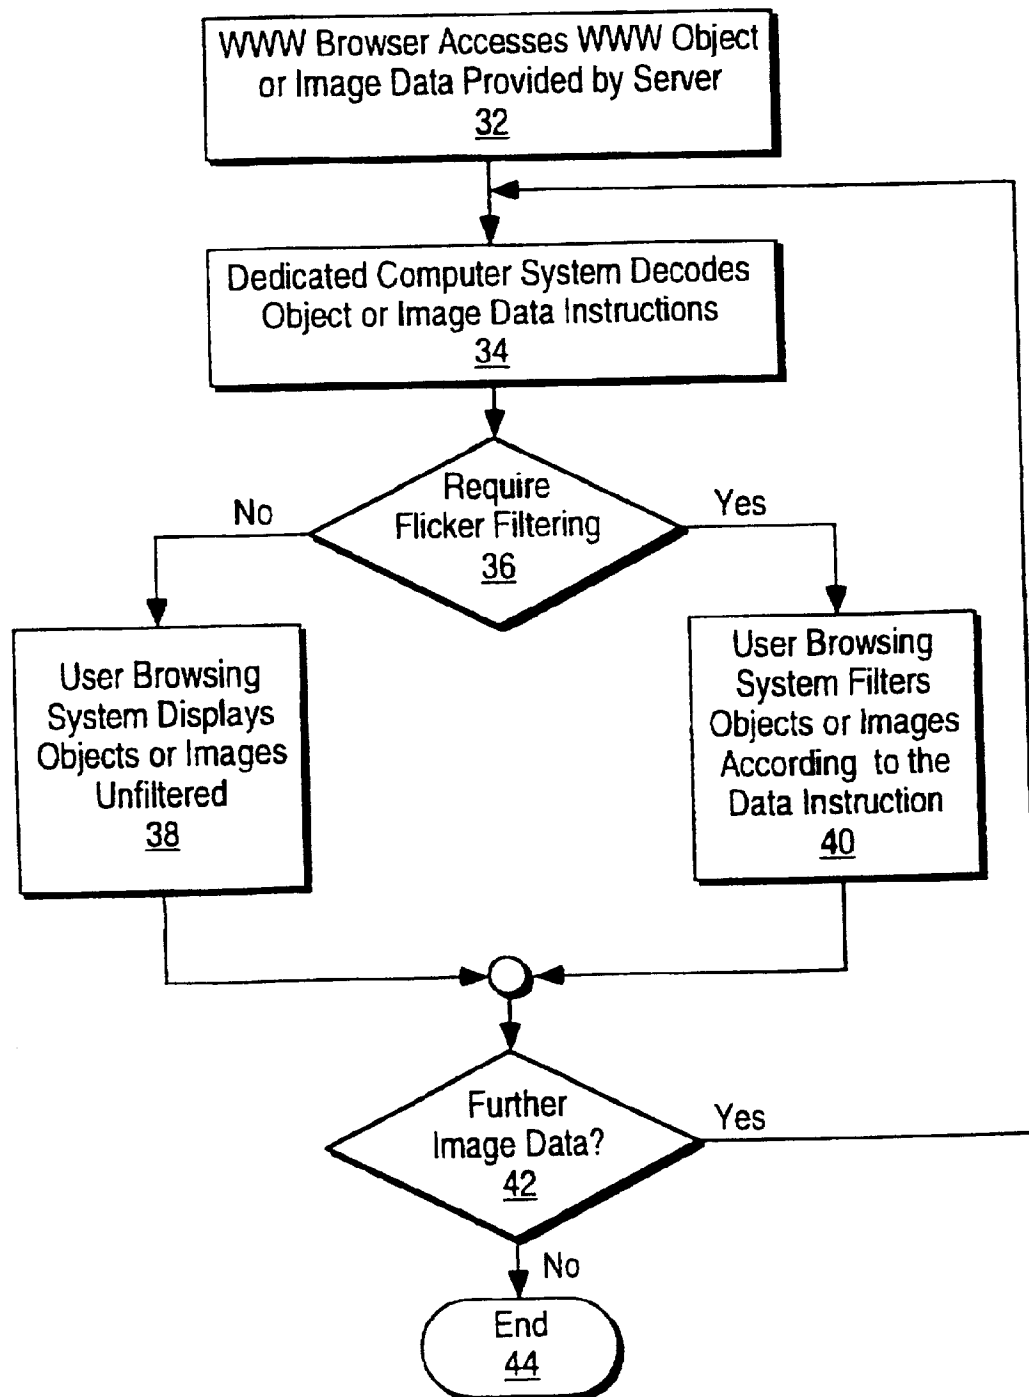 WWW Browser Accesses WWW Object
or Image Data Provided by Server
32
Dedicated Computer System Decodes
Object or Image Data Instructions
34
Require
Flicker Filtering
36
No
Yes
User Browsing
System Displays
Objects or Images
Unfiltered
38
User Browsing
System Filters
Objects or Images
According to the
Data Instruction
40
Further
Image Data?
42
Yes
No
End
44